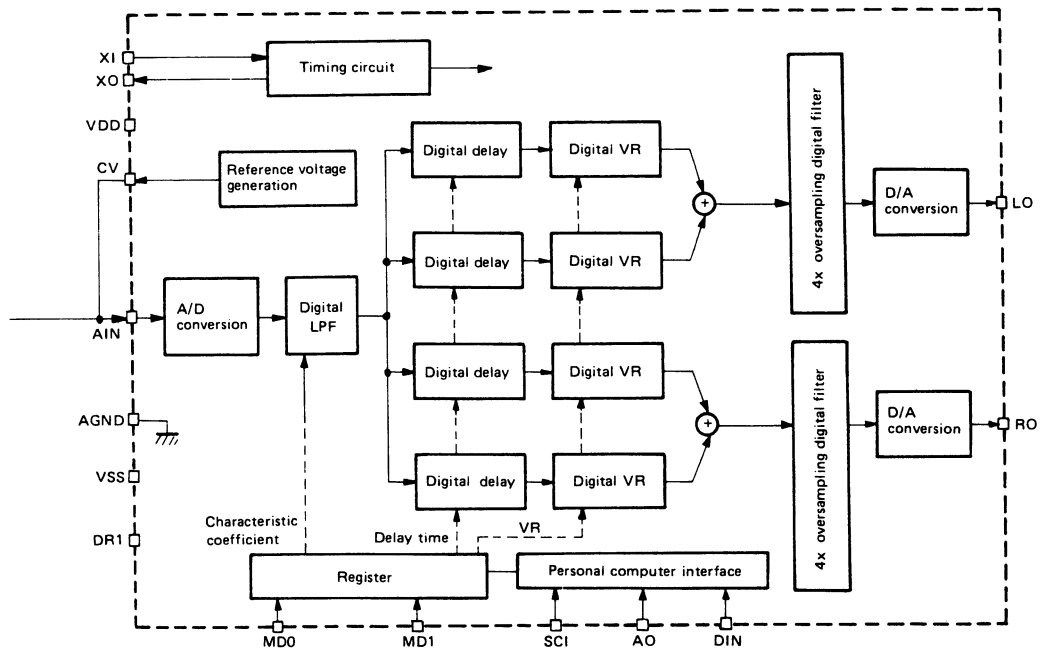 XI
XO
Timing circuit
VDD
CV
Reference voltage
generation
Digital delay
Digital VR
+
4x oversampling digital filter
D/A
conversion
LO
Digital delay
Digital VR
AIN
A/D
conversion
Digital
LPF
Digital delay
Digital VR
+
4x oversampling digital filter
D/A
conversion
RO
AGND
Digital delay
Digital VR
VSS
DR1
Characteristic
coefficient
Delay time
VR
Register
Personal computer interface
MD0
MD1
SCI
AO
DIN